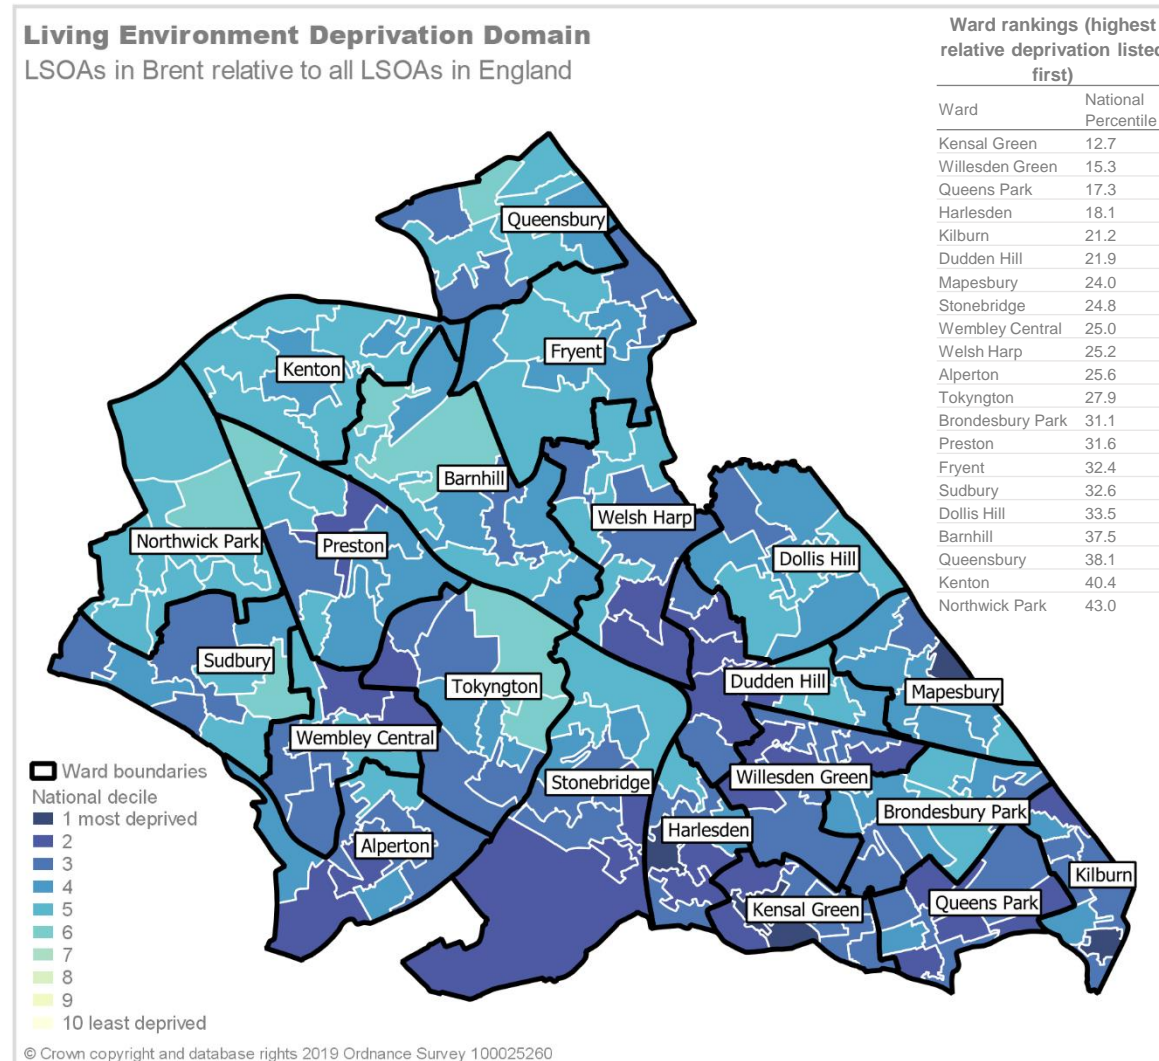 Living Environment Deprivation Domain
LSOAs in Brent relative to all LSOAs in England
Ward rankings (highest
relative deprivation listed
first)
Ward National
Percentile
Kensal Green 12.7
Willesden Green 15.3
Queens Park 17.3
Harlesden 18.1
Kilburn 21.2
Dudden Hill 21.9
Mapesbury 24.0
Stonebridge 24.8
Wembley Central 25.0
Welsh Harp 25.2
Alperton 25.6
Tokyngton 27.9
Brondesbury Park 31.1
Preston 31.6
Fryent 32.4
Sudbury 32.6
Dollis Hill 33.5
Barnhill 37.5
Queensbury 38.1
Kenton 40.4
Northwick Park 43.0
Queensbury
Fryent
Kenton
Barnhill
Welsh Harp
Northwick Park
Preston
Dollis Hill
Sudbury
Tokyngton
Dudden Hill
Mapesbury
Wembley Central
Stonebridge
Willesden Green
Brondesbury Park
Harlesden
Alperton
Kilburn
Kensal Green
Queens Park
Ward boundaries
National decile
1 most deprived
2
3
4
5
6
7
8
9
10 least deprived
© Crown copyright and database rights 2019 Ordnance Survey 100025260